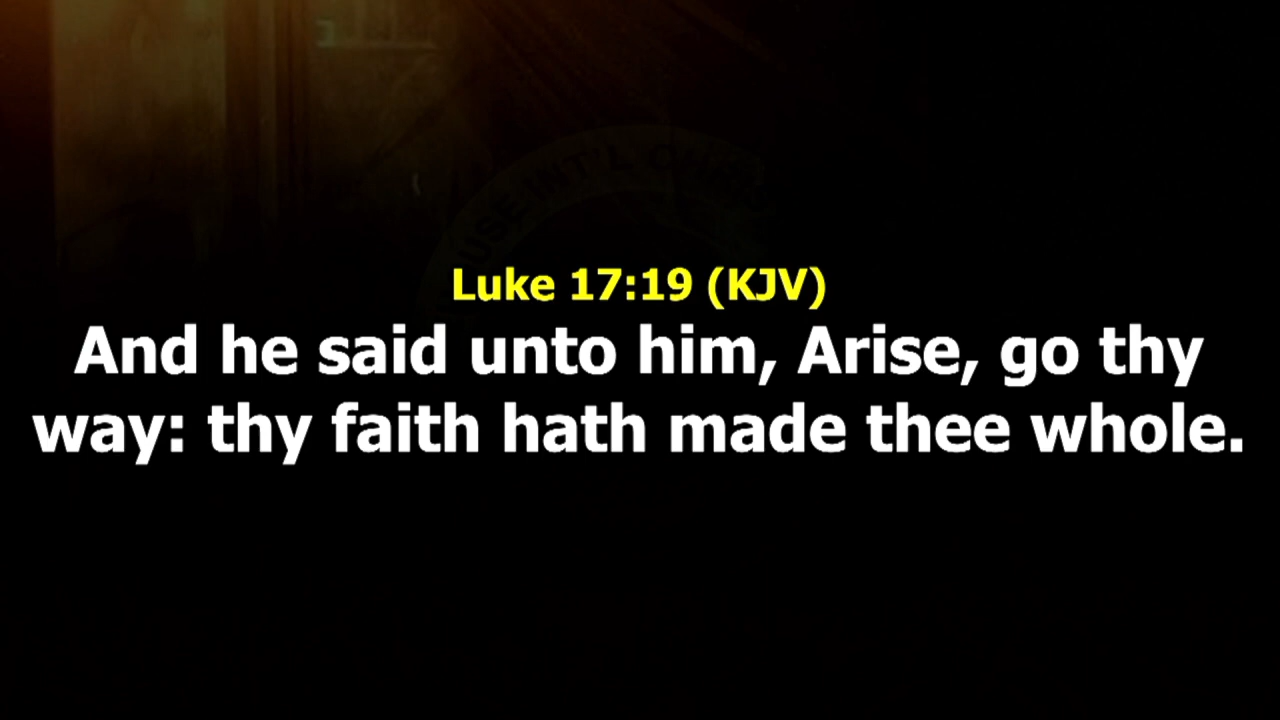 Luke 17:19 (KJV)
And he said unto him, Arise, go thy
way: thy faith hath made thee whole.